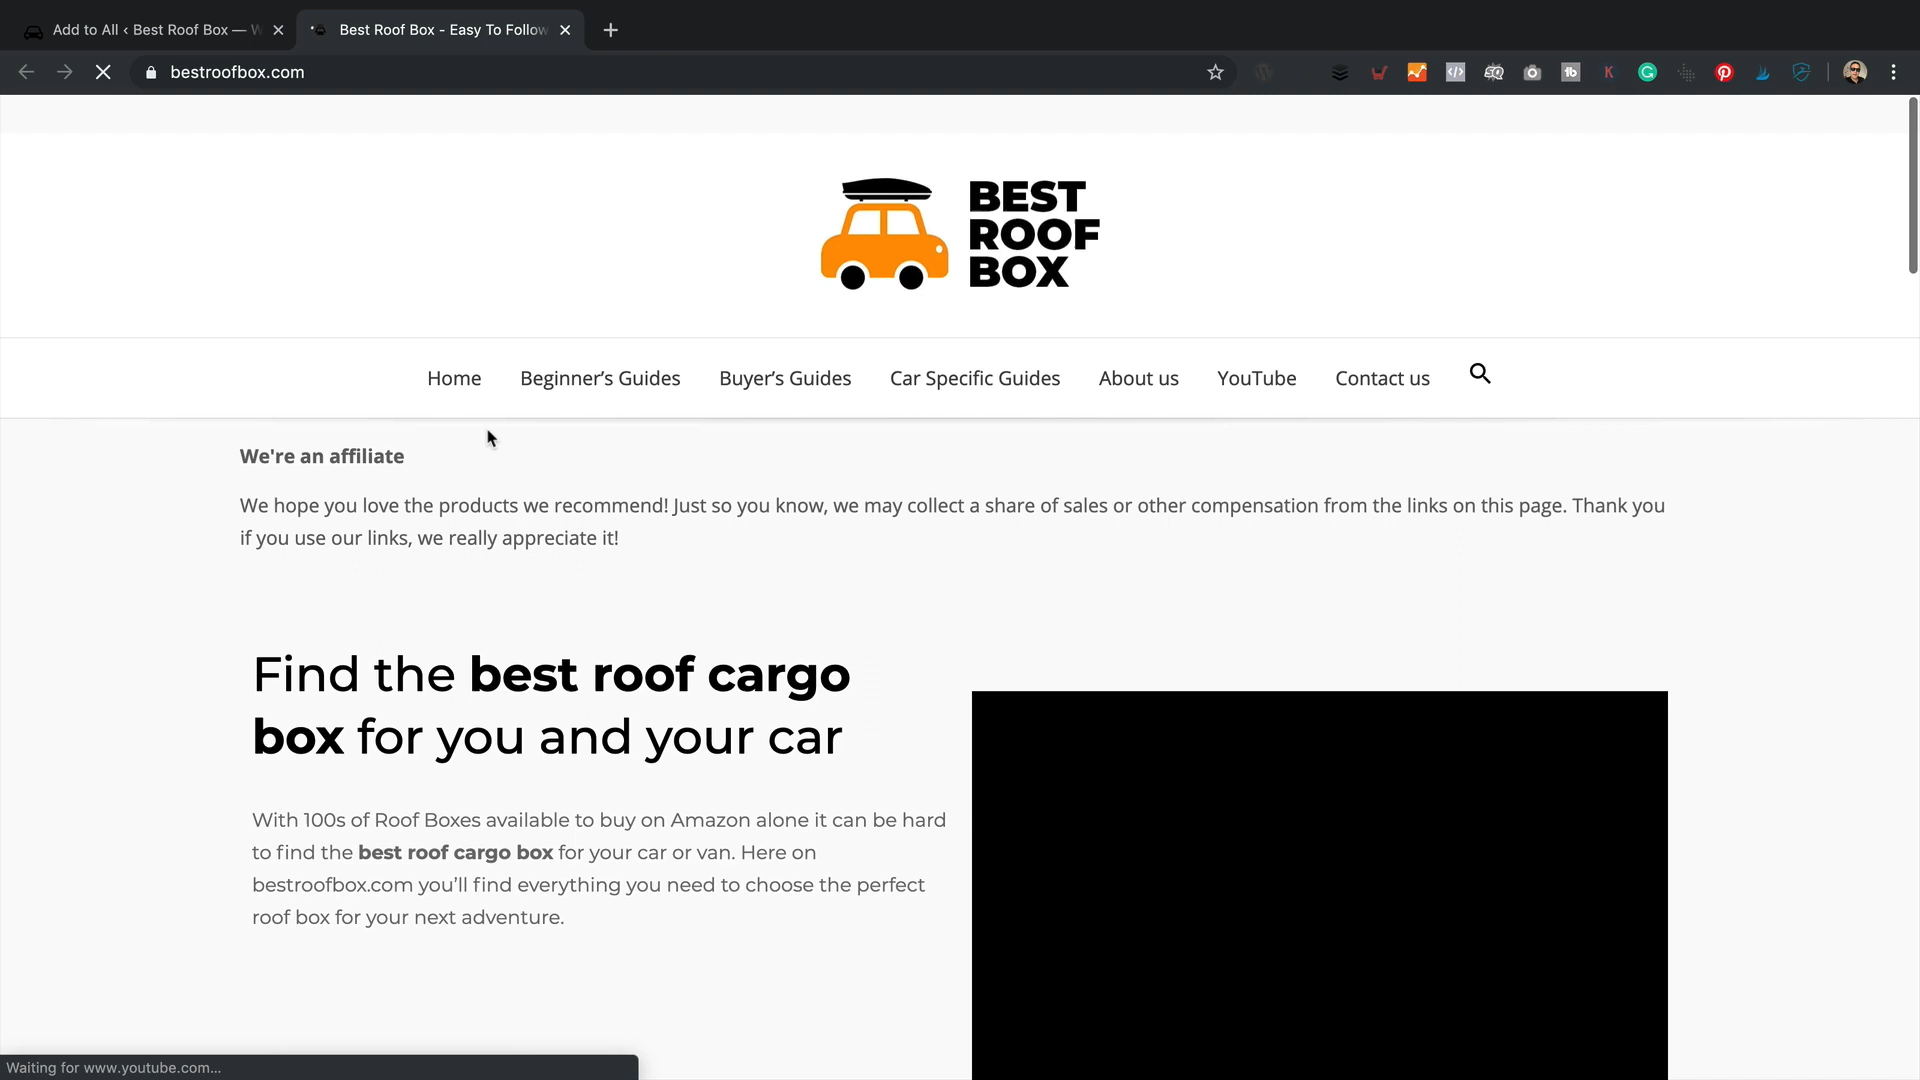 Add to All ‹ Best Roof Box — W
Best Roof Box - Easy To Follow
bestroofbox.com
BEST
ROOF
BOX
Home Beginner’s Guides Buyer’s Guides Car Specific Guides About us YouTube Contact us
We're an affiliate
We hope you love the products we recommend! Just so you know, we may collect a share of sales or other compensation from the links on this page. Thank you
if you use our links, we really appreciate it!
Find the best roof cargo
box for you and your car
With 100s of Roof Boxes available to buy on Amazon alone it can be hard
to find the best roof cargo box for your car or van. Here on
bestroofbox.com you’ll find everything you need to choose the perfect
roof box for your next adventure.
Waiting for www.youtube.com...